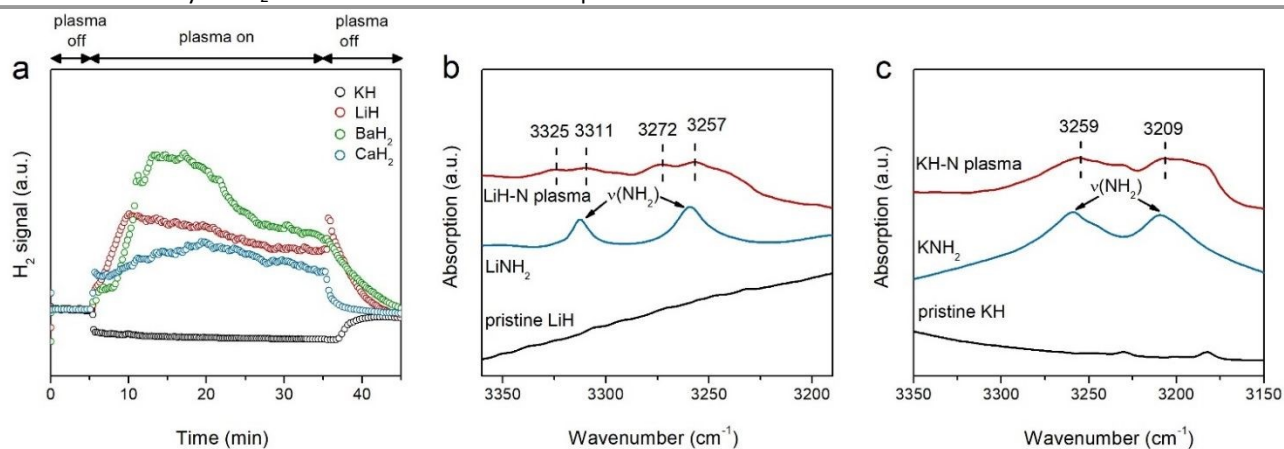 plasma off
plasma on
plasma off
a
H₂ signal (a.u.)
KH
LiH
BaH₂
CaH₂
0
10
20
30
40
Time (min)
b
Absorption (a.u.)
3325
3311
3272
3257
LiH-N plasma
ν(NH₂)
LiNH₂
pristine LiH
3350
3300
3250
3200
Wavenumber (cm⁻¹)
c
Absorption (a.u.)
3259
3209
KH-N plasma
ν(NH₂)
KNH₂
pristine KH
3350
3300
3250
3200
3150
Wavenumber (cm⁻¹)